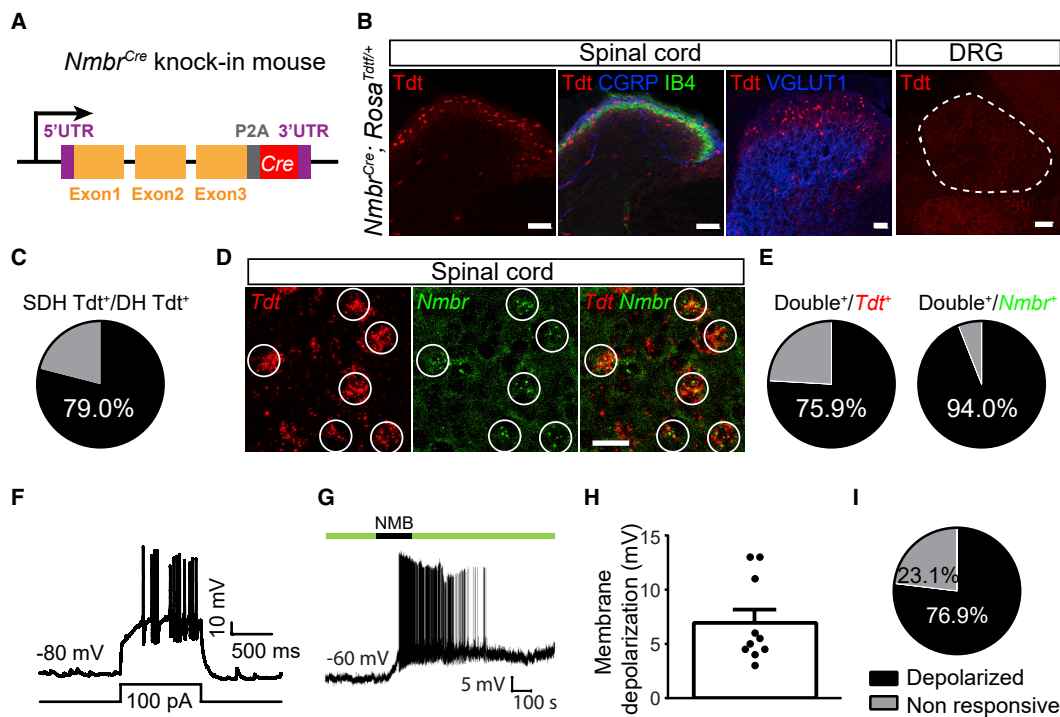 A
Nmbr^Cre knock-in mouse
5’UTR
P2A
3’UTR
Cre
Exon1
Exon2
Exon3
B
Nmbr^Cre; Rosa^Tdtf/+
Spinal cord
DRG
Tdt
Tdt CGRP IB4
Tdt VGLUT1
Tdt
C
SDH Tdt⁺/DH Tdt⁺
79.0%
D
Spinal cord
Tdt
Nmbr
Tdt Nmbr
E
Double⁺/Tdt⁺
Double⁺/Nmbr⁺
75.9%
94.0%
F
-80 mV
10 mV
500 ms
100 pA
G
NMB
-60 mV
5 mV
100 s
H
Membrane
depolarization (mV)
15
10
5
0
I
23.1%
76.9%
Depolarized
Non responsive